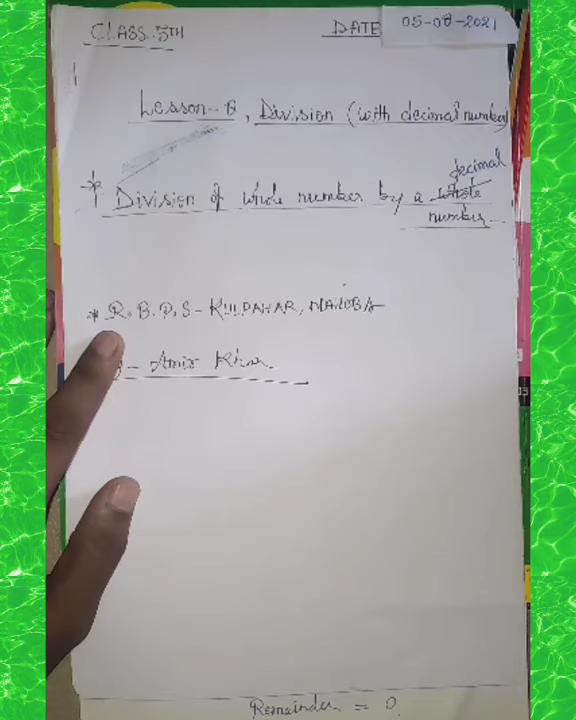 CLASS-5TH DATE 05-08-2021
Lesson-6, Division (with decimal number)
decimal
* Division of whole number by a whole
number.
* R.B.P.S-KULPAHAR, MAHOBA
- Amir Khan
Remainder = 0